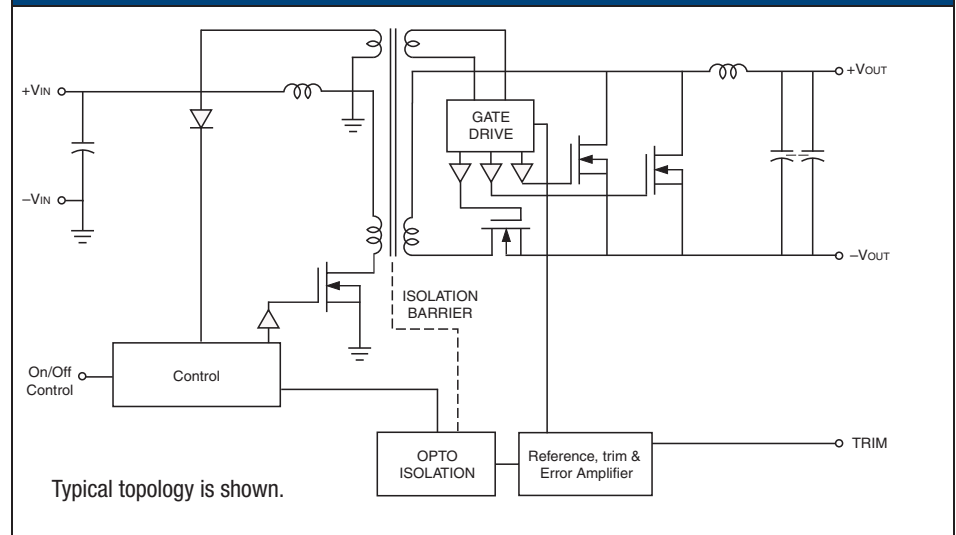 +VIN
–VIN
On/Off
Control
Control
GATE
DRIVE
ISOLATION
BARRIER
OPTO
ISOLATION
Reference, trim &
Error Amplifier
+VOUT
–VOUT
TRIM
Typical topology is shown.